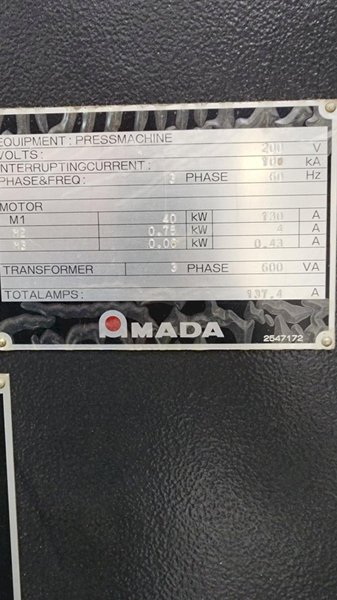 EQUIPMENT: PRESSMACHINE
VOLTS: 200 V
INTERRUPTINGCURRENT: 100 kA
PHASE&FREQ: 3 PHASE 60 Hz
MOTOR
M1 40 kW 130 A
M2 0.75 kW 4 A
M3 kW 0.43 A
TRANSFORMER 3 PHASE 600 VA
TOTALAMPS: 137.4 A
AMADA
2547172